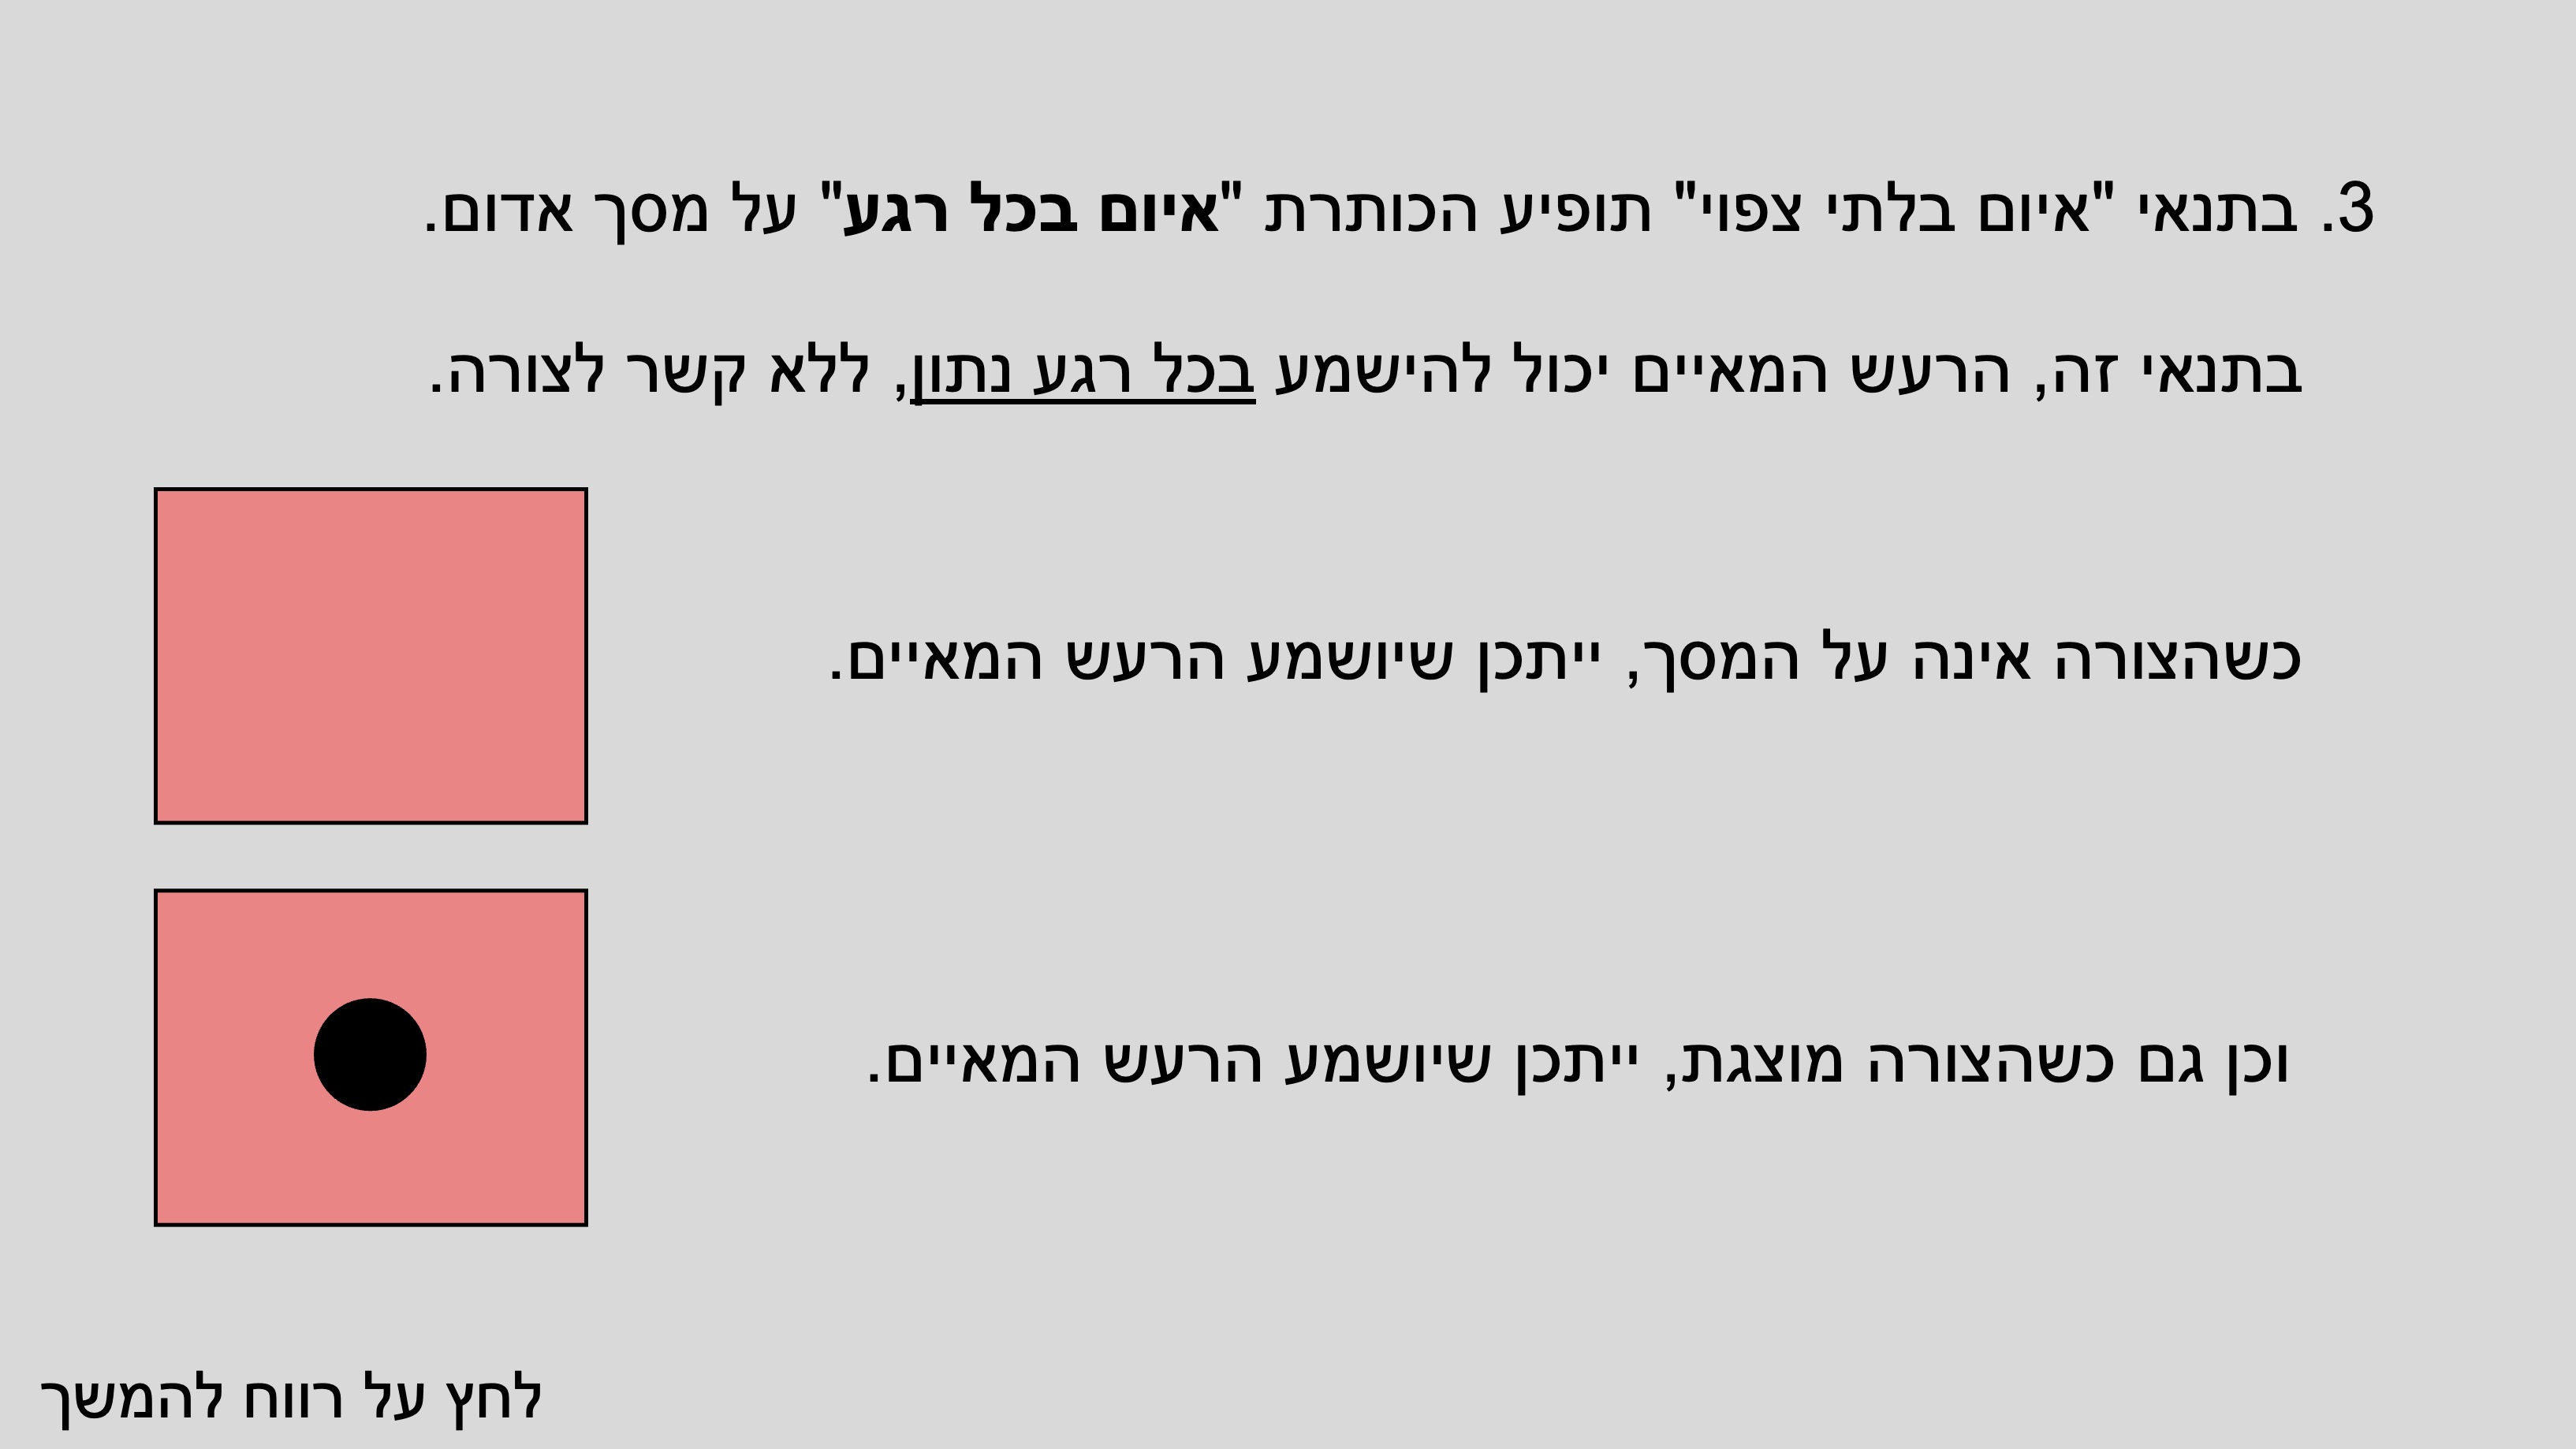 3. בתנאי "איום בלתי צפוי" תופיע הכותרת "איום בכל רגע" על מסך אדום.
בתנאי זה, הרעש המאיים יכול להישמע בכל רגע נתון, ללא קשר לצורה.
כשהצורה אינה על המסך, ייתכן שיושמע הרעש המאיים.
וכן גם כשהצורה מוצגת, ייתכן שיושמע הרעש המאיים.
לחץ על רווח להמשך